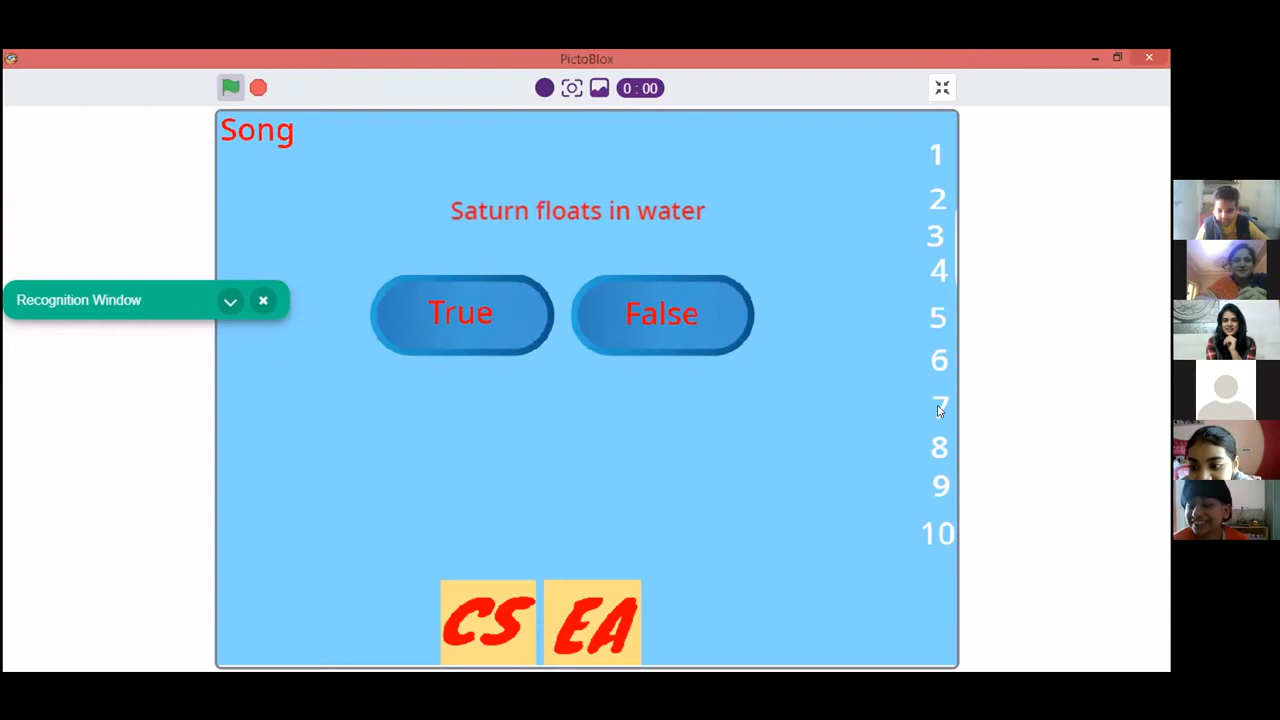 PictoBlox
0 : 00
Song
1
Saturn floats in water
2
3
4
Recognition Window
True
False
5
6
7
8
9
10
CS
EA